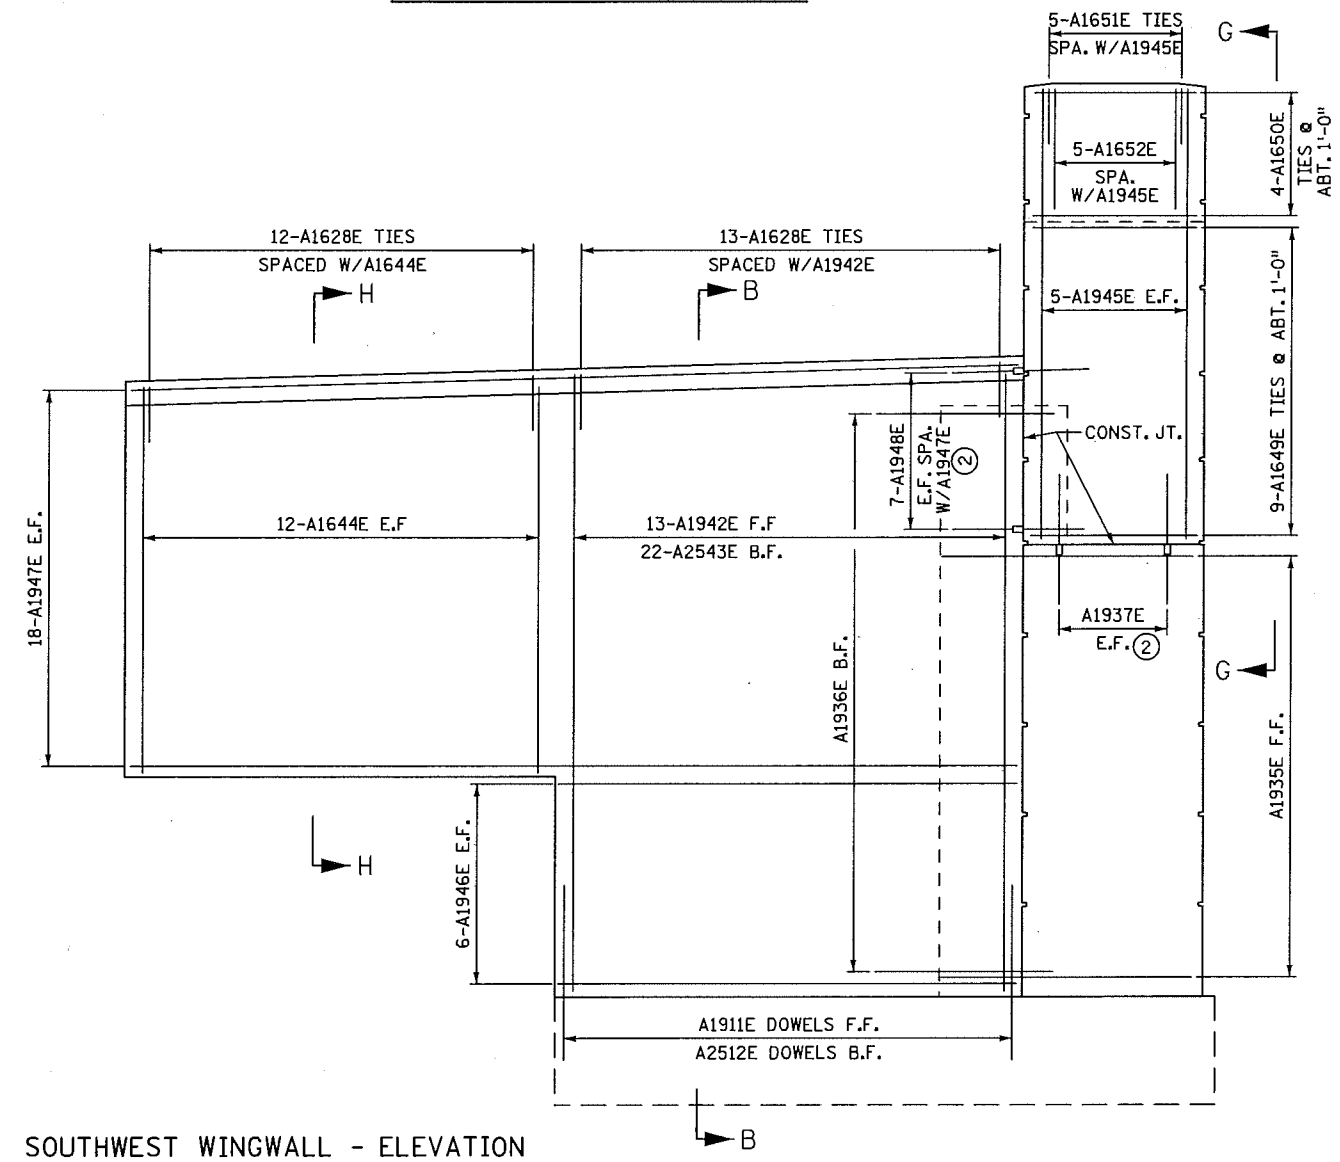 5-A1651E TIES
SPA. W/A1945E
G
4-A1650E
TIES @
ABT. 1'-0"
5-A1652E
SPA.
W/A1945E
12-A1628E TIES
SPACED W/A1644E
13-A1628E TIES
SPACED W/A1942E
H
B
5-A1945E E.F.
9-A1649E TIES @ ABT. 1'-0"
CONST. JT.
7-A1948E
E.F. SPA.
W/A1947E
2
18-A1947E E.F.
12-A1644E E.F
13-A1942E F.F
22-A2543E B.F.
A1937E
E.F. 2
A1936E B.F.
G
A1935E F.F.
H
6-A1946E E.F.
A1911E DOWELS F.F.
A2512E DOWELS B.F.
B
SOUTHWEST WINGWALL - ELEVATION